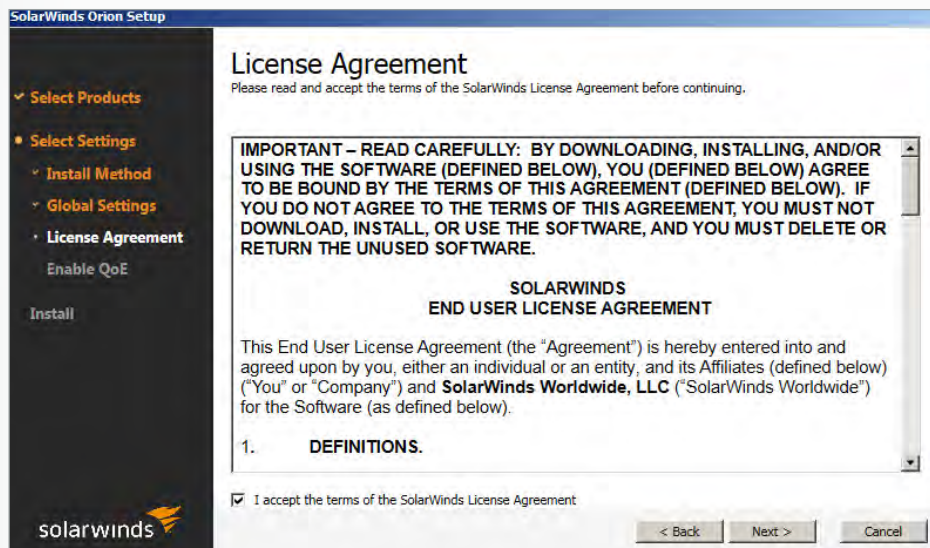 SolarWinds Orion Setup
Select Products
Select Settings
Install Method
Global Settings
License Agreement
Enable QoE
Install
solarwinds
License Agreement
Please read and accept the terms of the SolarWinds License Agreement before continuing.
IMPORTANT – READ CAREFULLY: BY DOWNLOADING, INSTALLING, AND/OR
USING THE SOFTWARE (DEFINED BELOW), YOU (DEFINED BELOW) AGREE
TO BE BOUND BY THE TERMS OF THIS AGREEMENT (DEFINED BELOW). IF
YOU DO NOT AGREE TO THE TERMS OF THIS AGREEMENT, YOU MUST NOT
DOWNLOAD, INSTALL, OR USE THE SOFTWARE, AND YOU MUST DELETE OR
RETURN THE UNUSED SOFTWARE.
SOLARWINDS
END USER LICENSE AGREEMENT
This End User License Agreement (the “Agreement”) is hereby entered into and
agreed upon by you, either an individual or an entity, and its Affiliates (defined below)
(“You” or “Company”) and SolarWinds Worldwide, LLC (“SolarWinds Worldwide”)
for the Software (as defined below).
1. DEFINITIONS.
I accept the terms of the SolarWinds License Agreement
< Back Next > Cancel